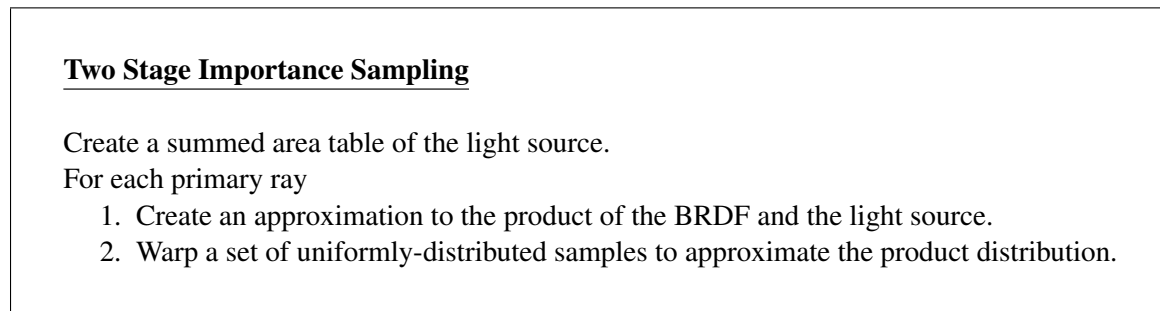 Two Stage Importance Sampling
Create a summed area table of the light source.
For each primary ray
1. Create an approximation to the product of the BRDF and the light source.
2. Warp a set of uniformly-distributed samples to approximate the product distribution.